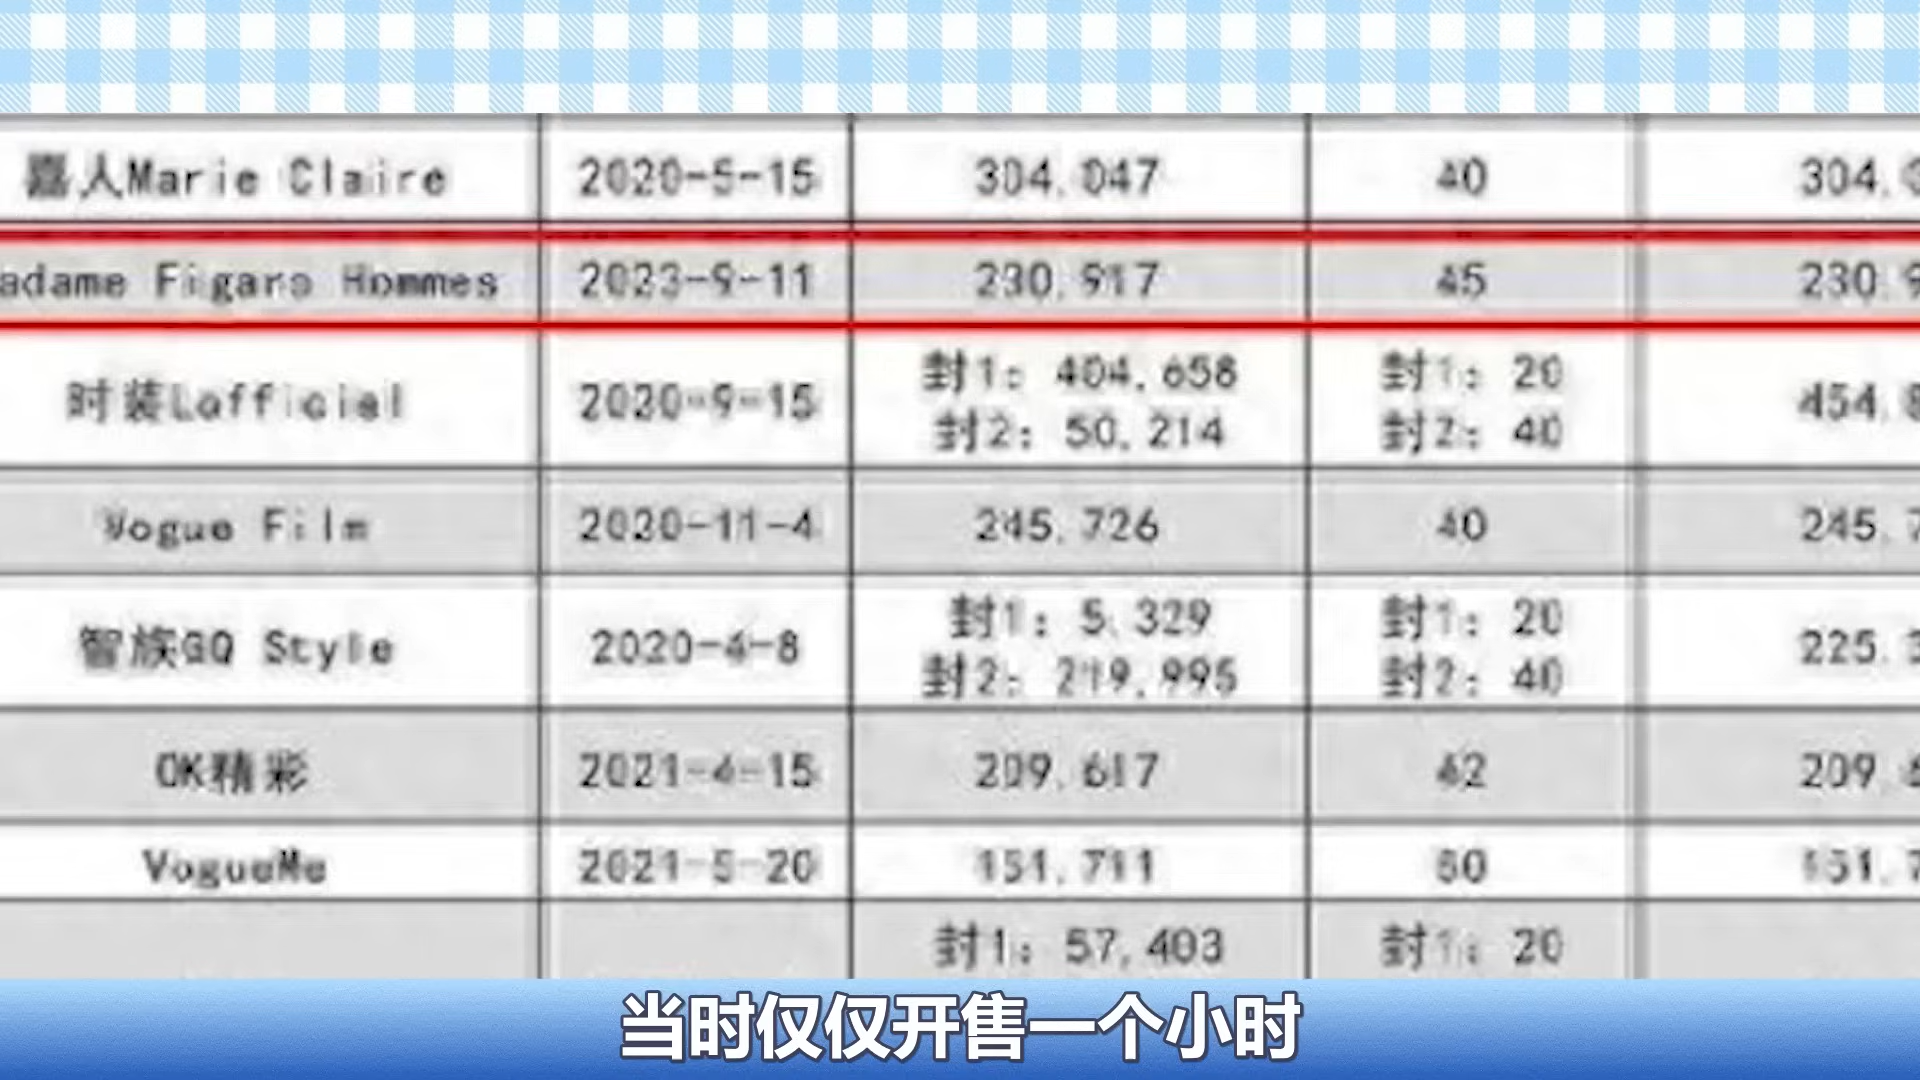 嘉人Marie Claire 2020-5-15 304,047 40 304,
adame Figaro Hommes 2023-9-11 230,917 45 230,9
时装Lofficiel 2020-9-15 封1: 404,658 封1: 20 454,8
封2: 50,214 封2: 40
Vogue Film 2020-11-4 245,726 40 245,7
智族GQ Style 2020-4-8 封1: 5,329 封1: 20 225,3
封2: 219,995 封2: 40
OK精彩 2021-4-15 209,617 42 209,6
VogueMe 2021-5-20 151,711 151,7
封1: 57,403 封1: 20
当时仅仅开售一个小时